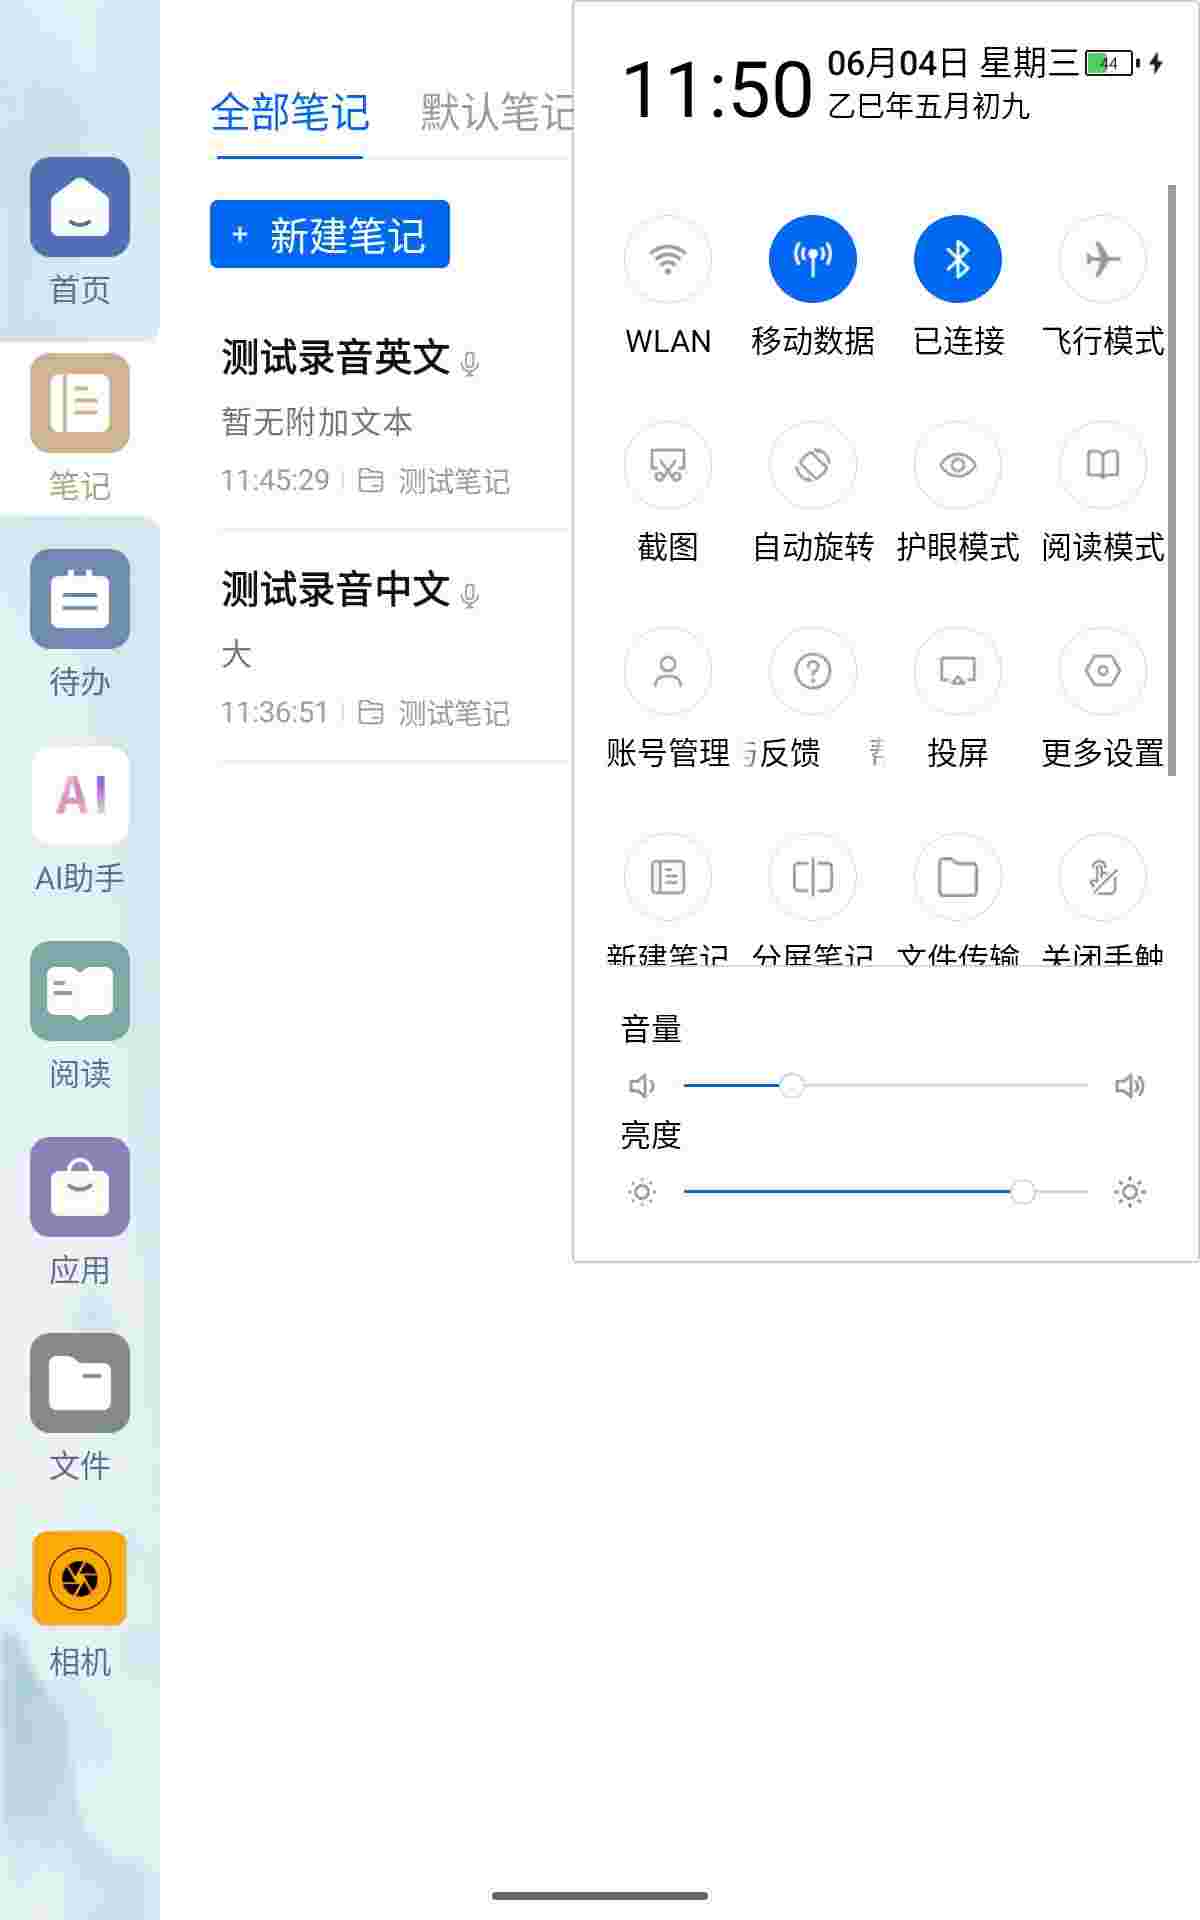 首页
笔记
待办
AI
AI助手
阅读
应用
文件
相机
全部笔记
默认笔记
+ 新建笔记
测试录音英文
暂无附加文本
11:45:29 测试笔记
测试录音中文
大
11:36:51 测试笔记
11:50
06月04日 星期三 44
乙巳年五月初九
WLAN 移动数据 已连接 飞行模式
截图 自动旋转 护眼模式 阅读模式
账号管理 反馈 投屏 更多设置
新建笔记 分屏笔记 文件传输 关闭手触
音量
亮度